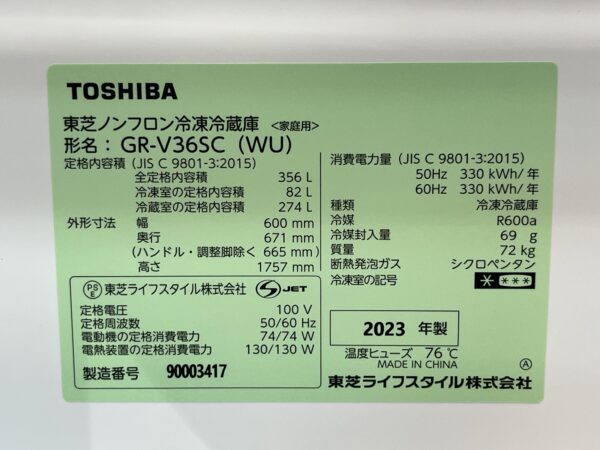 TOSHIBA
東芝ノンフロン冷凍冷蔵庫 <家庭用>
形名：GR-V36SC (WU)
定格内容積 (JIS C 9801-3:2015)
全定格内容積 356 L
冷凍室の定格内容積 82 L
冷蔵室の定格内容積 274 L
外形寸法 幅 600 mm
奥行 671 mm
(ハンドル・調整脚除く 665 mm)
高さ 1757 mm
PS E 東芝ライフスタイル株式会社 S JET
定格電圧 100 V
定格周波数 50/60 Hz
電動機の定格消費電力 74/74 W
電熱装置の定格消費電力 130/130 W
製造番号 90003417
消費電力量 (JIS C 9801-3:2015)
50Hz 330 kWh/年
60Hz 330 kWh/年
種類 冷凍冷蔵庫
冷媒 R600a
冷媒封入量 69 g
質量 72 kg
断熱発泡ガス シクロペンタン
冷凍室の記号 * ***
2023 年製
温度ヒューズ 76℃
MADE IN CHINA Ⓐ
東芝ライフスタイル株式会社